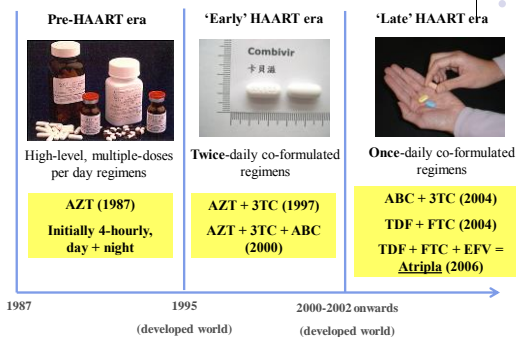 Pre-HAART era
High-level, multiple-doses
per day regimens
AZT (1987)
Initially 4-hourly,
day + night
‘Early’ HAART era
Combivir
卡貝滋
Twice-daily co-formulated
regimens
AZT + 3TC (1997)
AZT + 3TC + ABC
(2000)
‘Late’ HAART era
Once-daily co-formulated
regimens
ABC + 3TC (2004)
TDF + FTC (2004)
TDF + FTC + EFV =
Atripla (2006)
1987
1995
(developed world)
2000-2002 onwards
(developed world)